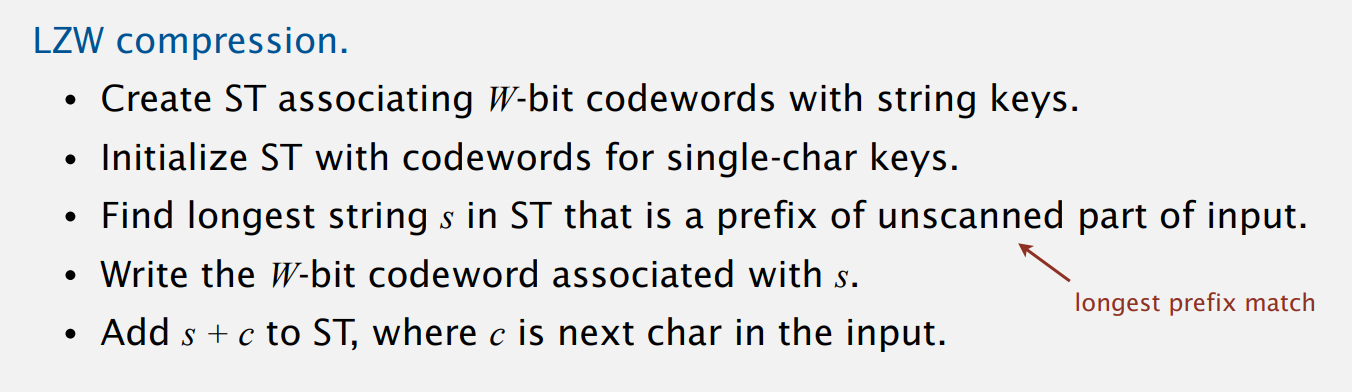 LZW compression.
• Create ST associating W-bit codewords with string keys.
• Initialize ST with codewords for single-char keys.
• Find longest string s in ST that is a prefix of unscanned part of input.
• Write the W-bit codeword associated with s.
longest prefix match
• Add s + c to ST, where c is next char in the input.